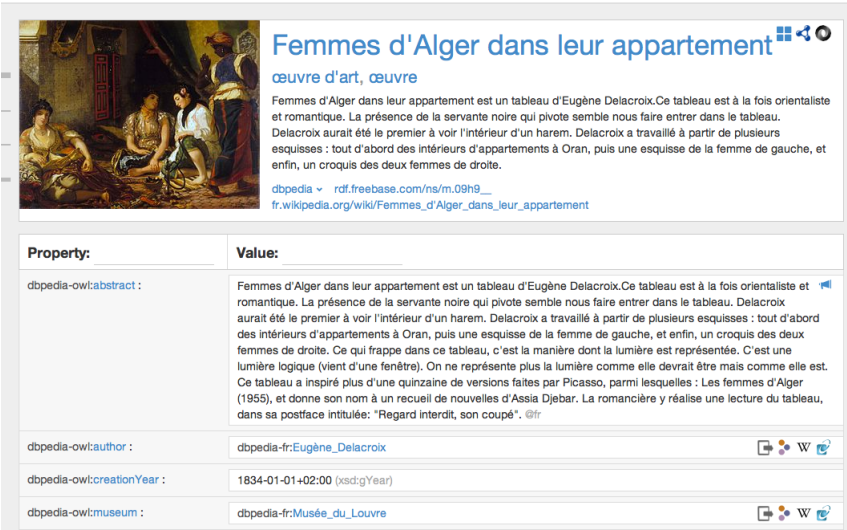 Femmes d'Alger dans leur appartement
œuvre d'art, œuvre
Femmes d'Alger dans leur appartement est un tableau d'Eugène Delacroix.Ce tableau est à la fois orientaliste
et romantique. La présence de la servante noire qui pivote semble nous faire entrer dans le tableau.
Delacroix aurait été le premier à voir l'intérieur d'un harem. Delacroix a travaillé à partir de plusieurs
esquisses : tout d'abord des intérieurs d'appartements à Oran, puis une esquisse de la femme de gauche, et
enfin, un croquis des deux femmes de droite.
dbpedia rdf.freebase.com/ns/m.09h9__
fr.wikipedia.org/wiki/Femmes_d'Alger_dans_leur_appartement
Property: Value:
dbpedia-owl:abstract :
Femmes d'Alger dans leur appartement est un tableau d'Eugène Delacroix.Ce tableau est à la fois orientaliste et
romantique. La présence de la servante noire qui pivote semble nous faire entrer dans le tableau. Delacroix
aurait été le premier à voir l'intérieur d'un harem. Delacroix a travaillé à partir de plusieurs esquisses : tout d'abord
des intérieurs d'appartements à Oran, puis une esquisse de la femme de gauche, et enfin, un croquis des deux
femmes de droite. Ce qui frappe dans ce tableau, c'est la manière dont la lumière est représentée. C'est une
lumière logique (vient d'une fenêtre). On ne représente plus la lumière comme elle devrait être mais comme elle est.
Ce tableau a inspiré plus d'une quinzaine de versions faites par Picasso, parmi lesquelles : Les femmes d'Alger
(1955), et donne son nom à un recueil de nouvelles d'Assia Djebar. La romancière y réalise une lecture du tableau,
dans sa postface intitulée: "Regard interdit, son coupé". @fr
dbpedia-owl:author : dbpedia-fr:Eugène_Delacroix W
dbpedia-owl:creationYear : 1834-01-01+02:00 (xsd:gYear)
dbpedia-owl:museum : dbpedia-fr:Musée_du_Louvre W